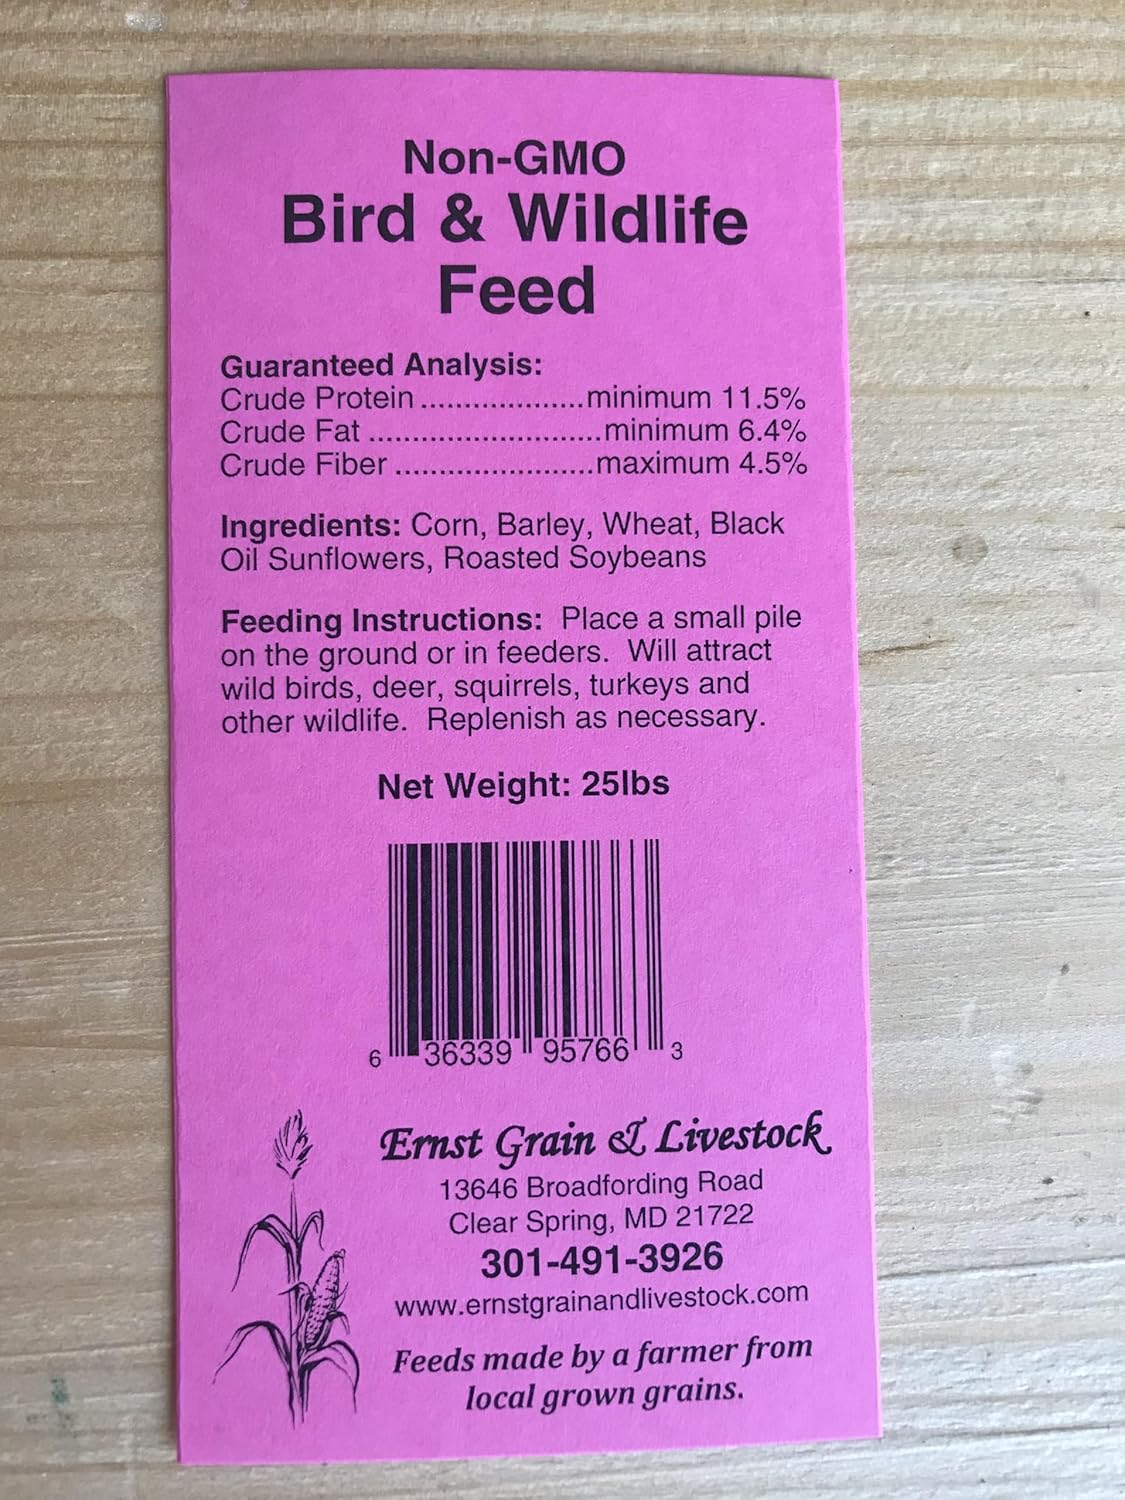 Non-GMO
Bird & Wildlife
Feed
Guaranteed Analysis:
Crude Protein ...................minimum 11.5%
Crude Fat ...........................minimum 6.4%
Crude Fiber .......................maximum 4.5%
Ingredients: Corn, Barley, Wheat, Black
Oil Sunflowers, Roasted Soybeans
Feeding Instructions: Place a small pile
on the ground or in feeders. Will attract
wild birds, deer, squirrels, turkeys and
other wildlife. Replenish as necessary.
Net Weight: 25lbs
6 36339 95766 3
Ernst Grain & Livestock
13646 Broadfording Road
Clear Spring, MD 21722
301-491-3926
www.ernstgrainandlivestock.com
Feeds made by a farmer from
local grown grains.